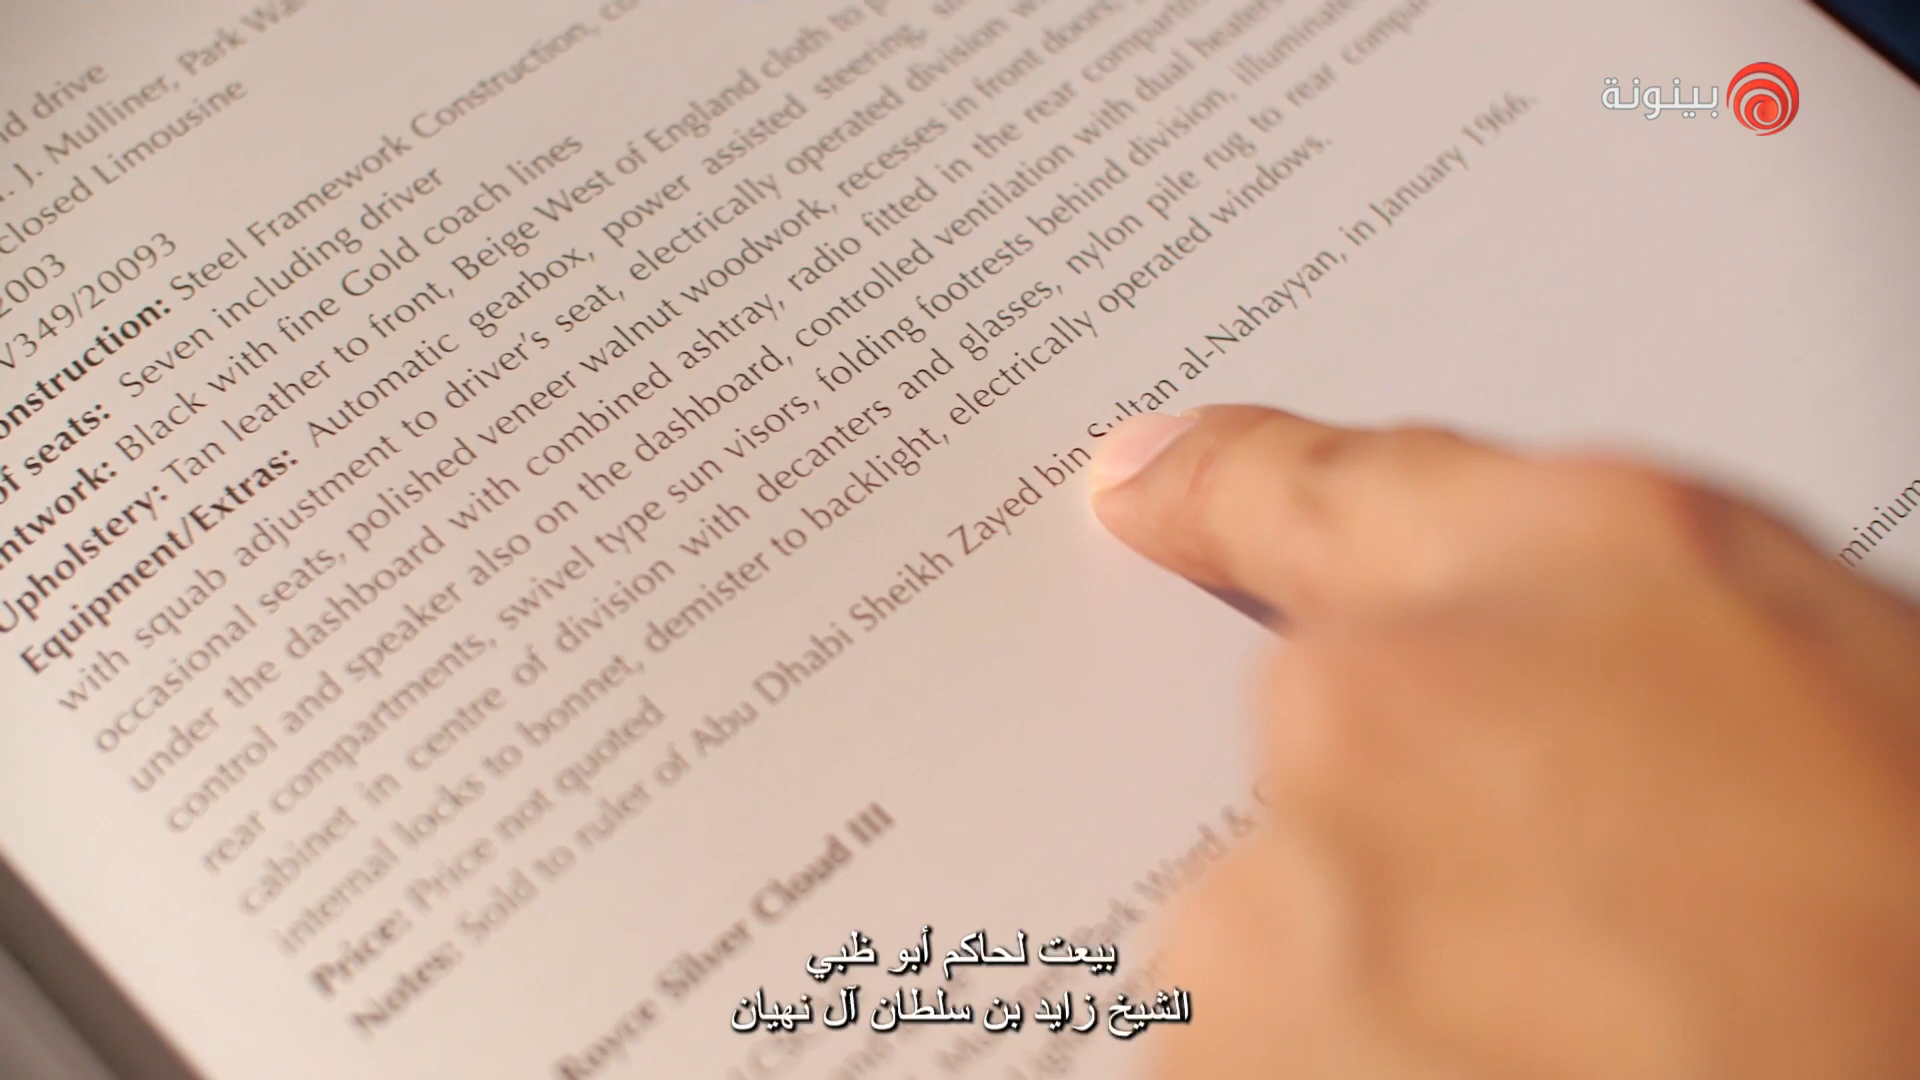 بينونة
drive
J. Mulliner, Park
closed Limousine
2003
V349/20093
Construction: Steel Framework Construction,
of seats: Seven including driver
Black with fine Gold coach lines
Upholstery: Tan leather to front, Beige West of England cloth to
Equipment/Extras: Automatic gearbox, power assisted steering,
with squab adjustment to driver's seat, electrically operated division
occasional seats, polished veneer walnut woodwork, recesses in front doors,
under the dashboard with combined ashtray, radio fitted in the rear
control and speaker also on the dashboard, controlled ventilation with dual heaters
rear compartments, swivel type sun visors, folding footrests behind division,
cabinet in centre of division with decanters and glasses, nylon pile rug to rear
internal locks to bonnet, demister to backlight, electrically operated windows.
Price: Price not quoted
Notes: Sold to ruler of Abu Dhabi Sheikh Zayed bin Sultan al-Nahayyan, in January 1966.
Royce Silver Cloud III
Park Ward &
بيعت لحاكم أبو ظبي
الشيخ زايد بن سلطان آل نهيان